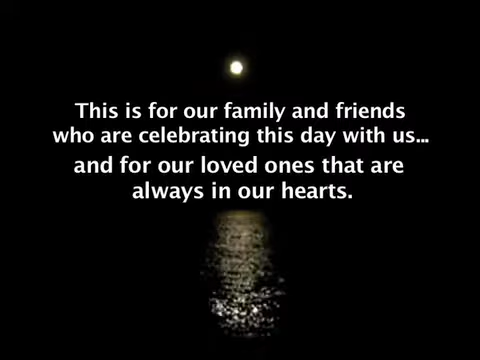 This is for our family and friends
who are celebrating this day with us...
and for our loved ones that are
always in our hearts.